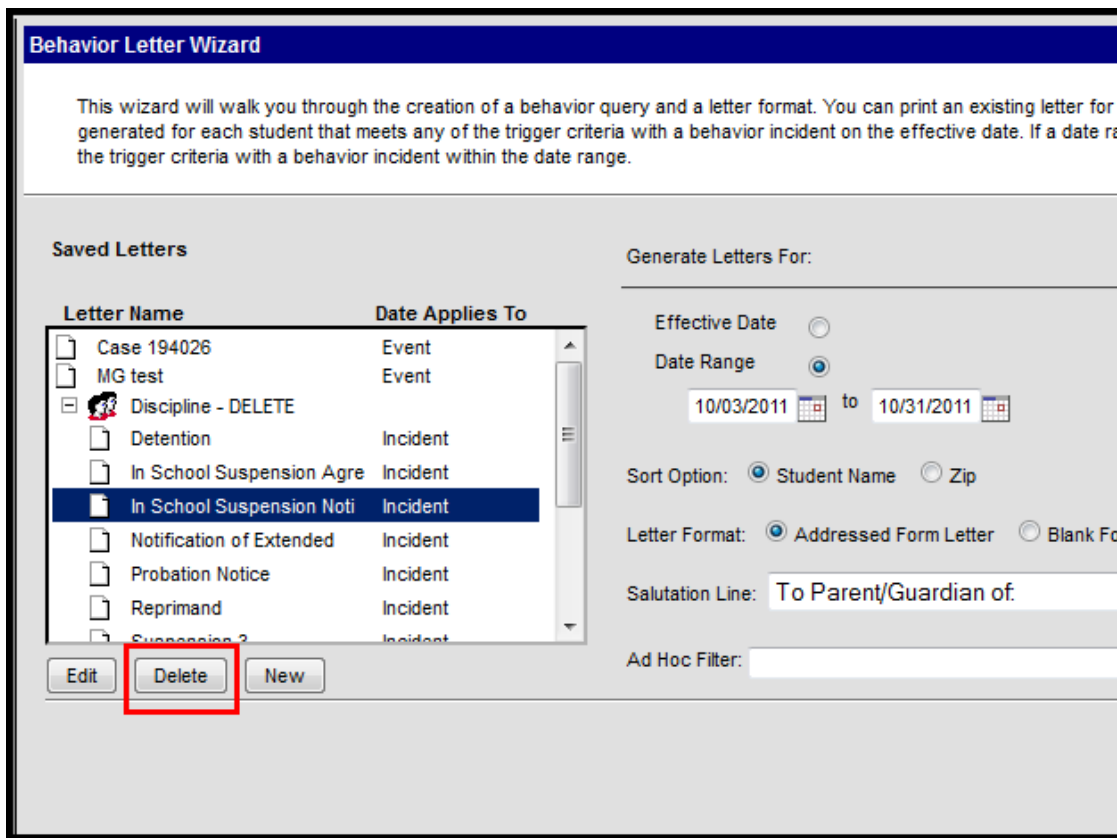 Behavior Letter Wizard
This wizard will walk you through the creation of a behavior query and a letter format. You can print an existing letter for
generated for each student that meets any of the trigger criteria with a behavior incident on the effective date. If a date ra
the trigger criteria with a behavior incident within the date range.
Saved Letters
Letter Name Date Applies To
Case 194026 Event
MG test Event
Discipline - DELETE
Detention Incident
In School Suspension Agre Incident
In School Suspension Noti Incident
Notification of Extended Incident
Probation Notice Incident
Reprimand Incident
Suspension 3 Incident
Edit Delete New
Generate Letters For:
Effective Date
Date Range
10/03/2011 to 10/31/2011
Sort Option: Student Name Zip
Letter Format: Addressed Form Letter Blank Fo
Salutation Line: To Parent/Guardian of:
Ad Hoc Filter: